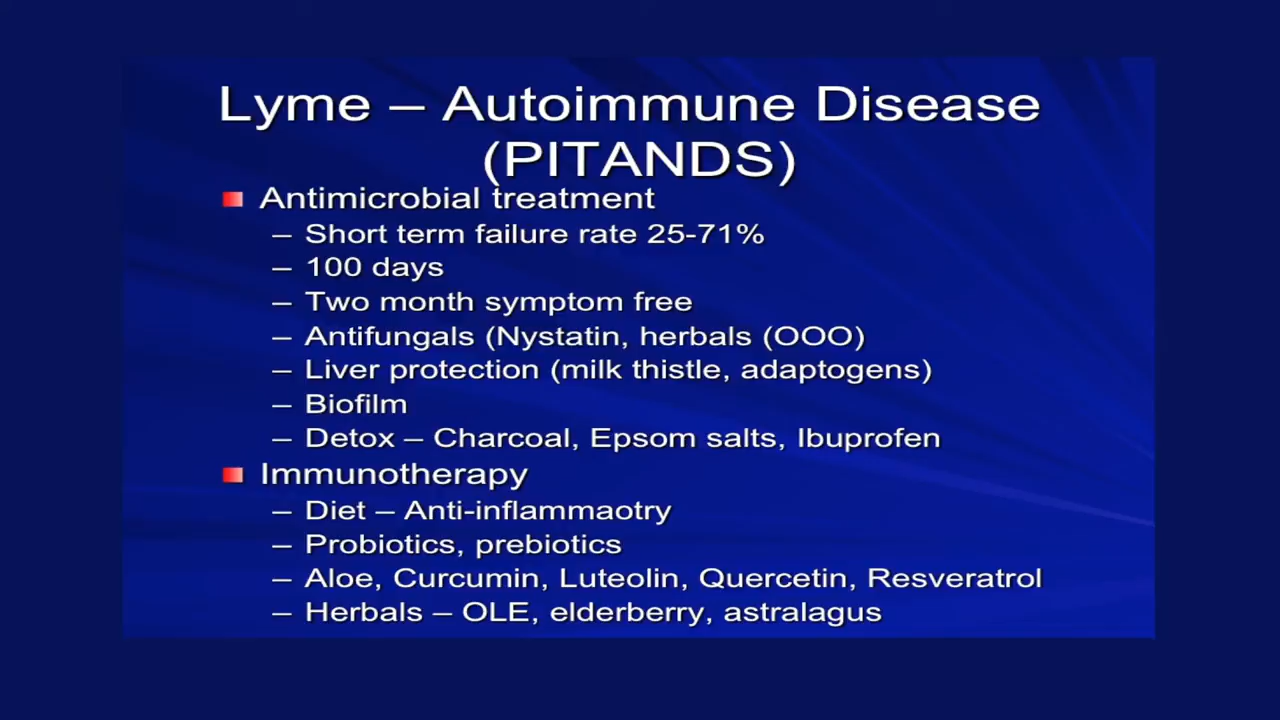 Lyme – Autoimmune Disease
(PITANDS)
Antimicrobial treatment
– Short term failure rate 25-71%
– 100 days
– Two month symptom free
– Antifungals (Nystatin, herbals (OOO)
– Liver protection (milk thistle, adaptogens)
– Biofilm
– Detox – Charcoal, Epsom salts, Ibuprofen
Immunotherapy
– Diet – Anti-inflammaotry
– Probiotics, prebiotics
– Aloe, Curcumin, Luteolin, Quercetin, Resveratrol
– Herbals – OLE, elderberry, astralagus